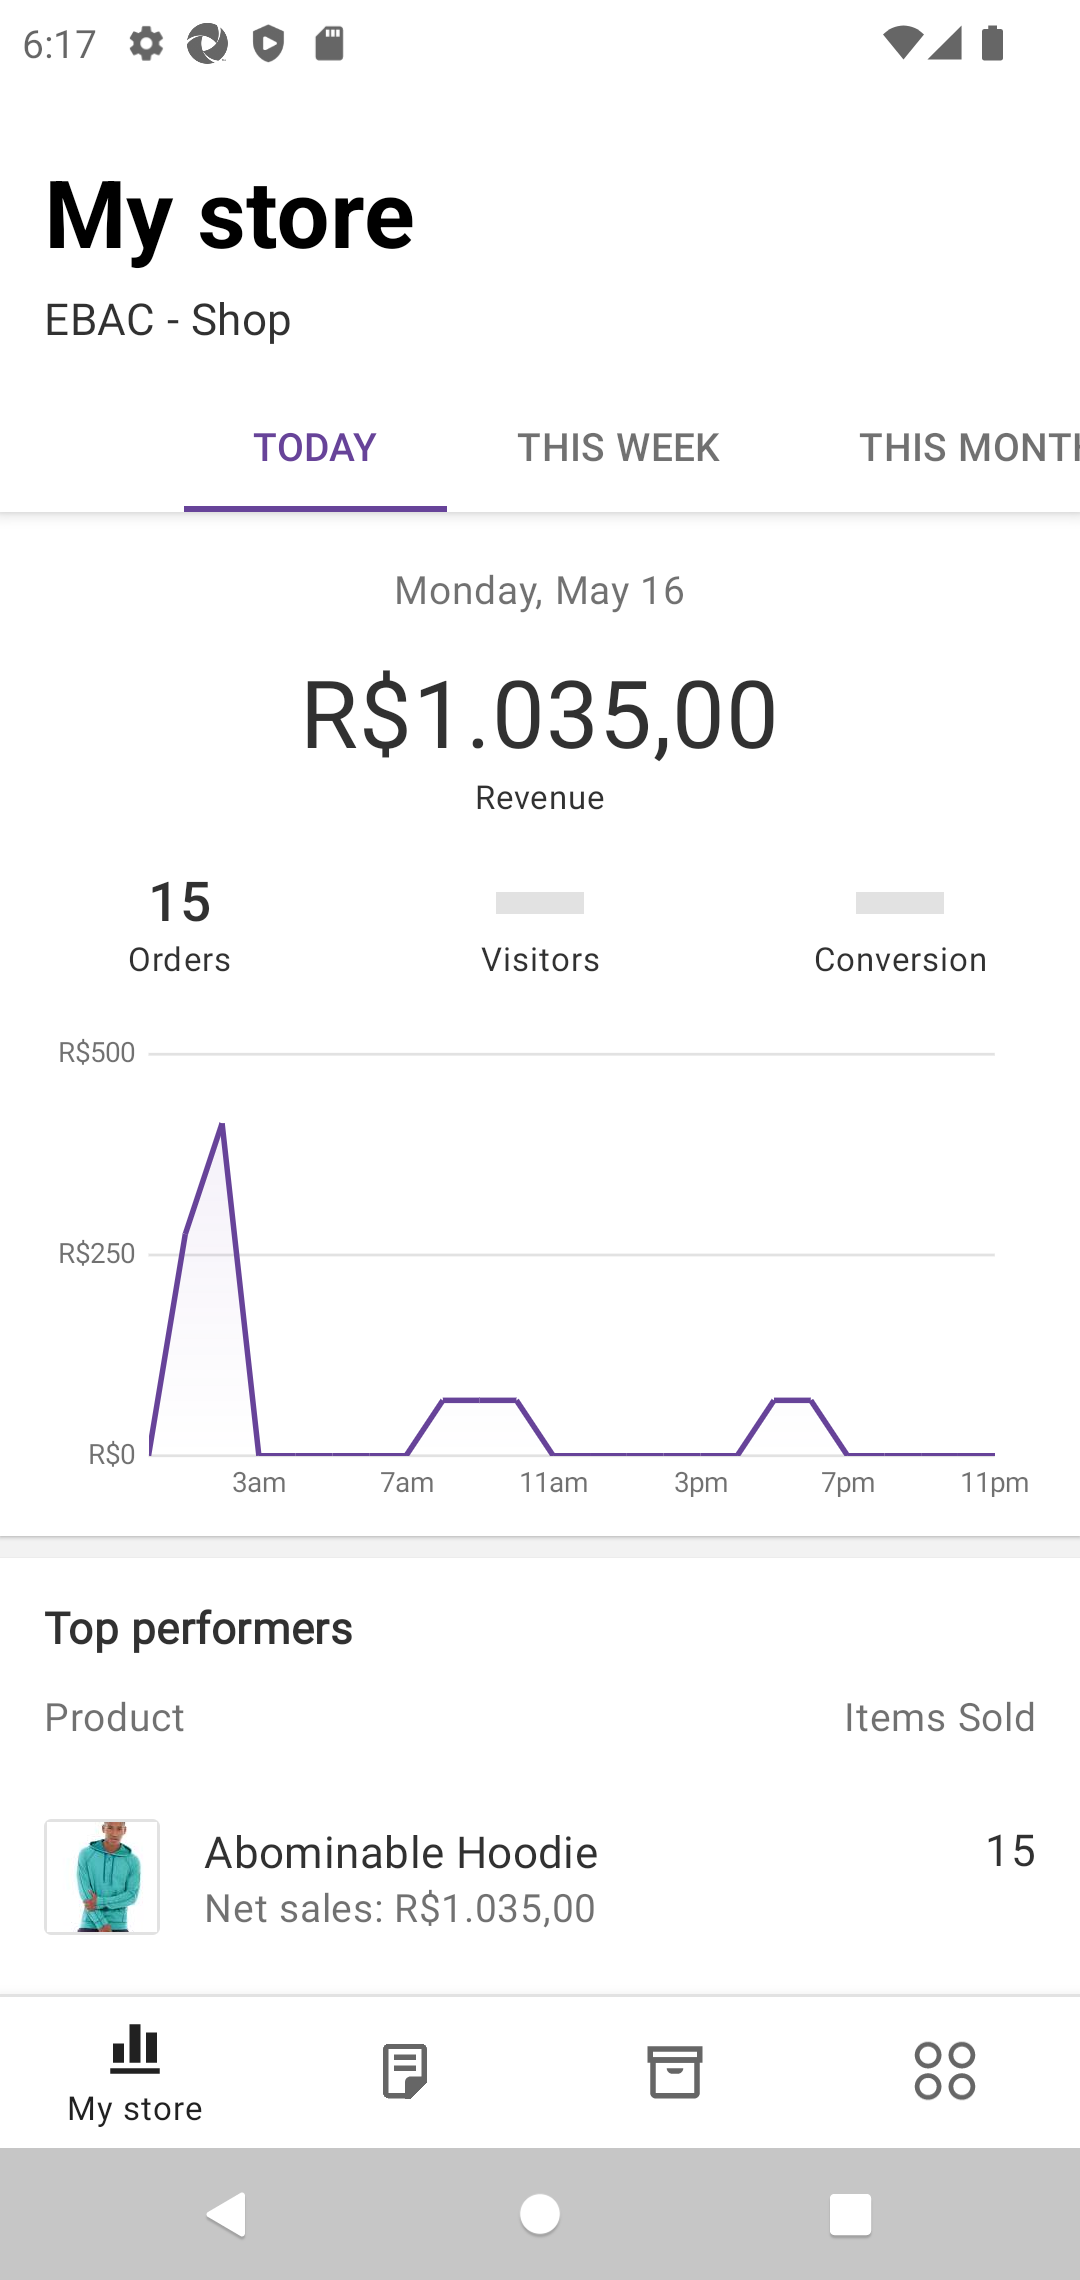 6:17
My store
EBAC - Shop
TODAY THIS WEEK THIS MONTH
Monday, May 16
R$1.035,00
Revenue
15
Orders Visitors Conversion
R$500
R$250
R$0
3am 7am 11am 3pm 7pm 11pm
Top performers
Product Items Sold
Abominable Hoodie 15
Net sales: R$1.035,00
My store